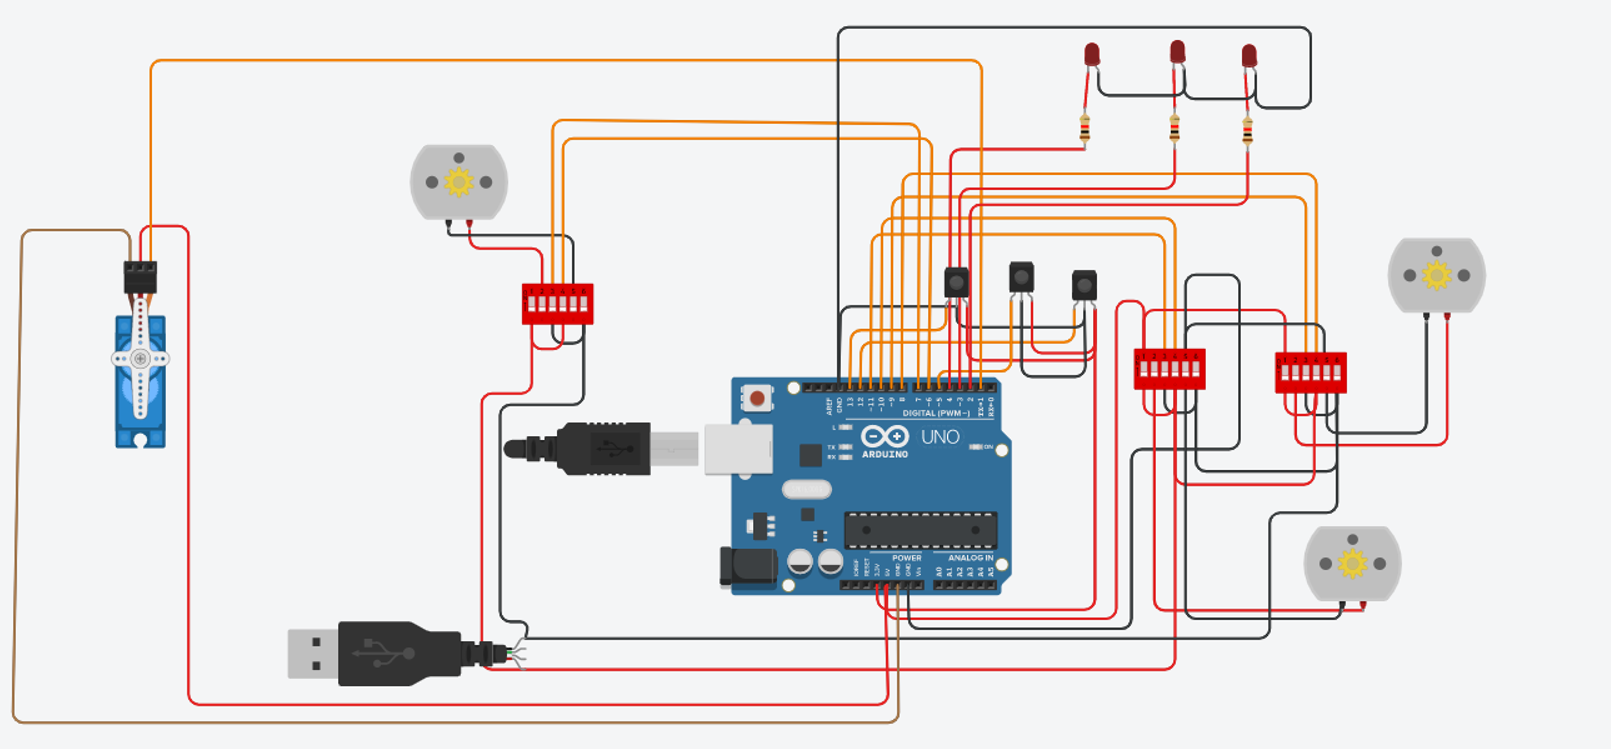 AREF
GND
13
12
~11
~10
~9
8
7
~6
~5
4
~3
2
TX→1
RX←0
DIGITAL (PWM~)
L
TX
RX
UNO
ARDUINO
ON
POWER
ANALOG IN
IOREF
RESET
3.3V
5V
GND
GND
Vin
A0
A1
A2
A3
A4
A5